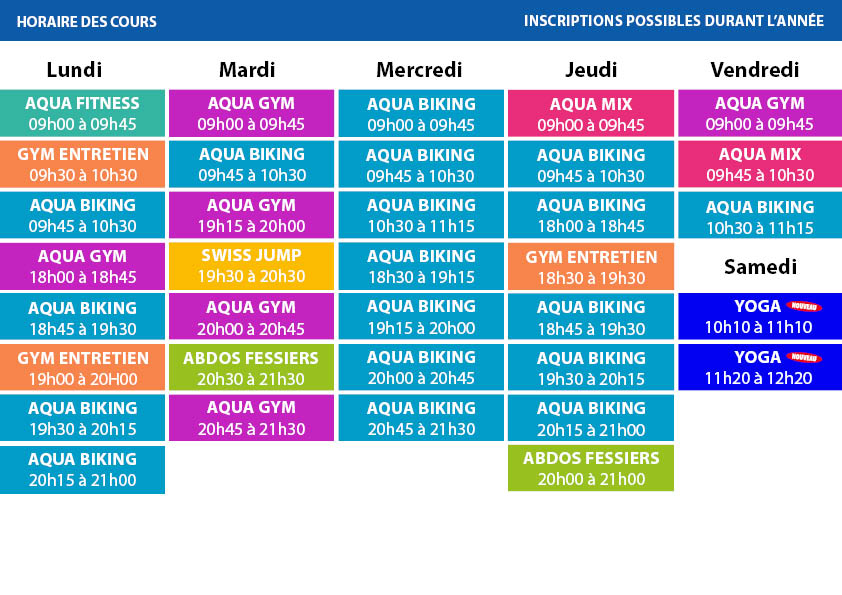 HORAIRE DES COURS
INSCRIPTIONS POSSIBLES DURANT L'ANNÉE
Lundi
AQUA FITNESS
09h00 à 09h45
GYM ENTRETIEN
09h30 à 10h30
AQUA BIKING
09h45 à 10h30
AQUA GYM
18h00 à 18h45
AQUA BIKING
18h45 à 19h30
GYM ENTRETIEN
19h00 à 20H00
AQUA BIKING
19h30 à 20h15
AQUA BIKING
20h15 à 21h00
Mardi
AQUA GYM
09h00 à 09h45
AQUA BIKING
09h45 à 10h30
AQUA GYM
19h15 à 20h00
SWISS JUMP
19h30 à 20h30
AQUA GYM
20h00 à 20h45
ABDOS FESSIERS
20h30 à 21h30
AQUA GYM
20h45 à 21h30
Mercredi
AQUA BIKING
09h00 à 09h45
AQUA BIKING
09h45 à 10h30
AQUA BIKING
10h30 à 11h15
AQUA BIKING
18h30 à 19h15
AQUA BIKING
19h15 à 20h00
AQUA BIKING
20h00 à 20h45
AQUA BIKING
20h45 à 21h30
Jeudi
AQUA MIX
09h00 à 09h45
AQUA BIKING
09h45 à 10h30
AQUA BIKING
18h00 à 18h45
GYM ENTRETIEN
18h30 à 19h30
AQUA BIKING
18h45 à 19h30
AQUA BIKING
19h30 à 20h15
AQUA BIKING
20h15 à 21h00
ABDOS FESSIERS
20h00 à 21h00
Vendredi
AQUA GYM
09h00 à 09h45
AQUA MIX
09h45 à 10h30
AQUA BIKING
10h30 à 11h15
Samedi
YOGA NOUVEAU
10h10 à 11h10
YOGA NOUVEAU
11h20 à 12h20